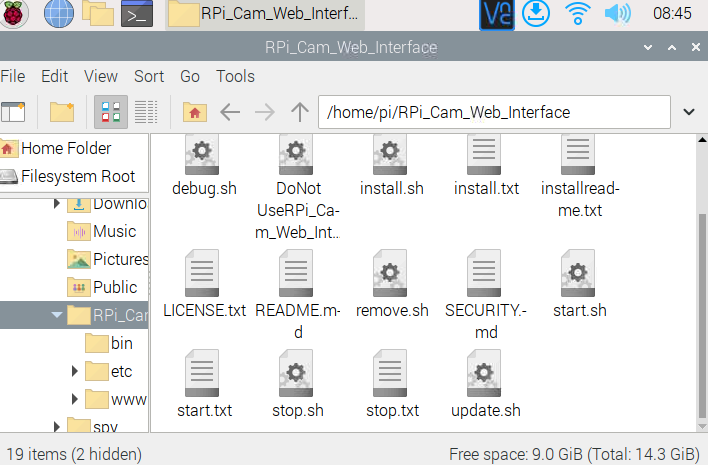 RPi_Cam_Web_Interf...
08:45
RPi_Cam_Web_Interface
File Edit View Sort Go Tools
/home/pi/RPi_Cam_Web_Interface
Home Folder
Filesystem Root
Downlo
Music
Pictures
Public
RPi_Car
bin
etc
www
spy
debug.sh
DoNot
UseRPi_Ca-
m_Web_Int...
install.sh
install.txt
installread-
me.txt
LICENSE.txt
README.m-
d
remove.sh
SECURITY.-
md
start.sh
start.txt
stop.sh
stop.txt
update.sh
19 items (2 hidden)
Free space: 9.0 GiB (Total: 14.3 GiB)